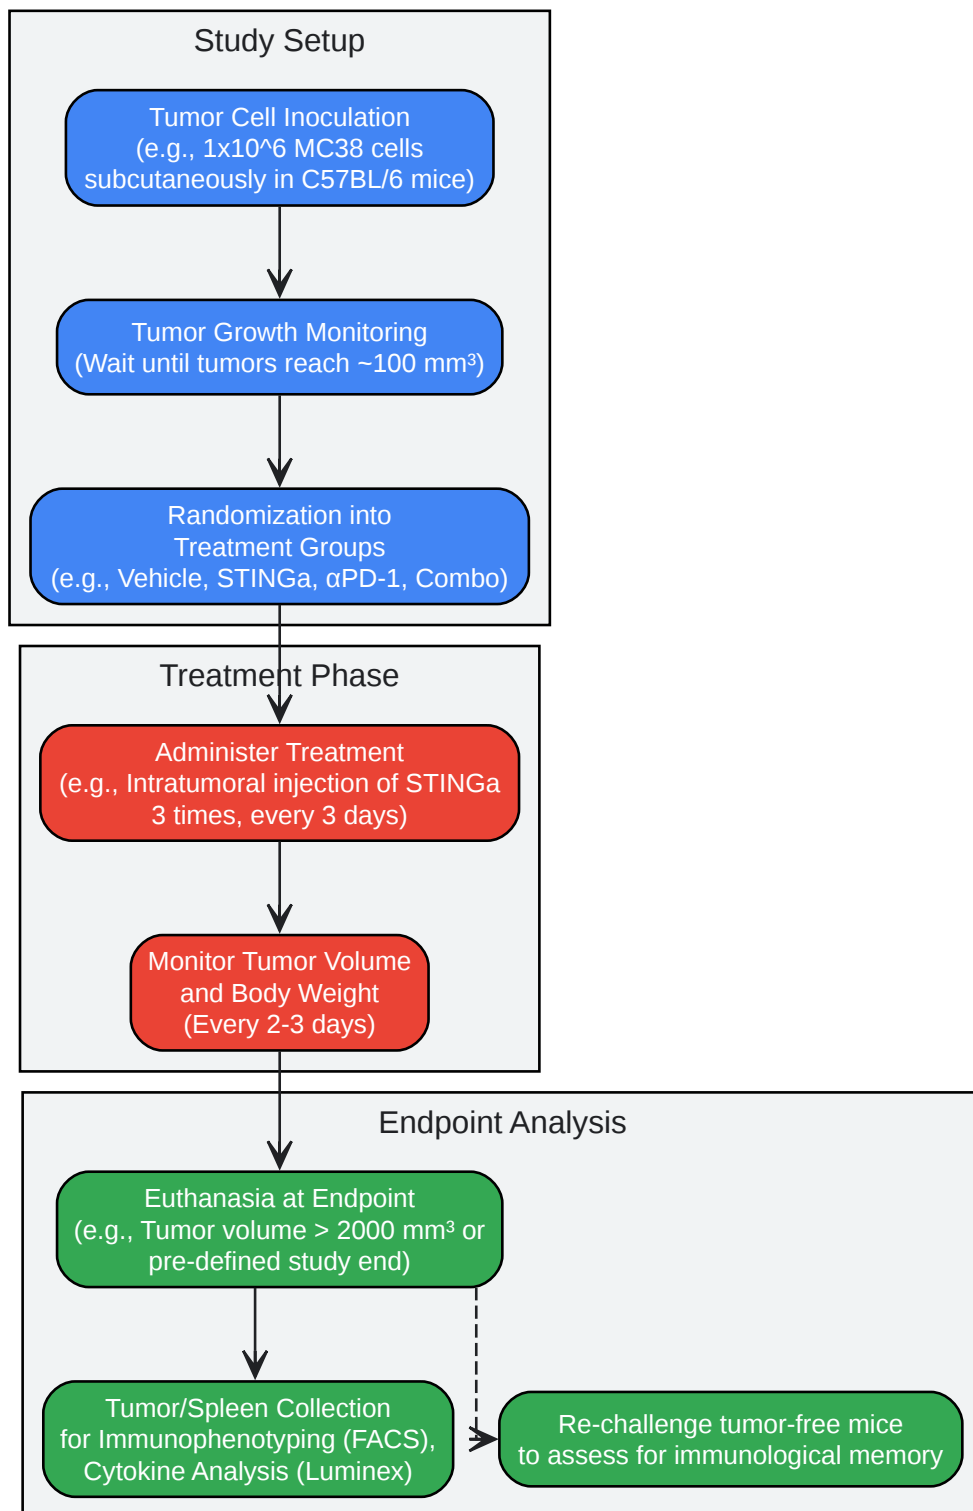 Study Setup
Tumor Cell Inoculation
(e.g., 1x10^6 MC38 cells
subcutaneously in C57BL/6 mice)
Tumor Growth Monitoring
(Wait until tumors reach ~100 mm³)
Randomization into
Treatment Groups
(e.g., Vehicle, STINGa, αPD-1, Combo)
Treatment Phase
Administer Treatment
(e.g., Intratumoral injection of STINGa
3 times, every 3 days)
Monitor Tumor Volume
and Body Weight
(Every 2-3 days)
Endpoint Analysis
Euthanasia at Endpoint
(e.g., Tumor volume > 2000 mm³ or
pre-defined study end)
Tumor/Spleen Collection
for Immunophenotyping (FACS),
Cytokine Analysis (Luminex)
Re-challenge tumor-free mice
to assess for immunological memory